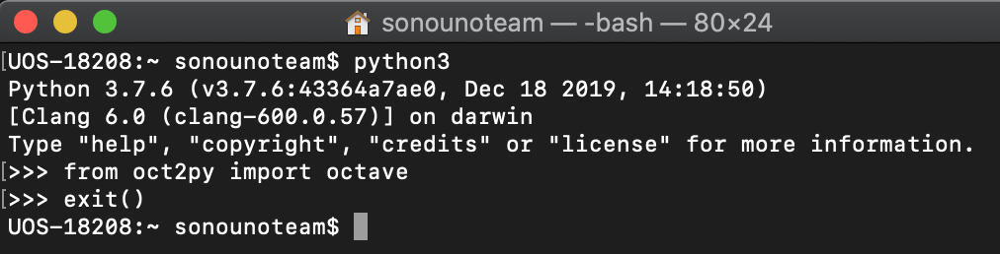 sonounoteam — -bash — 80×24
[UOS-18208:~ sonounoteam$ python3
Python 3.7.6 (v3.7.6:43364a7ae0, Dec 18 2019, 14:18:50)
[Clang 6.0 (clang-600.0.57)] on darwin
Type "help", "copyright", "credits" or "license" for more information.
[>>> from oct2py import octave
[>>> exit()
UOS-18208:~ sonounoteam$